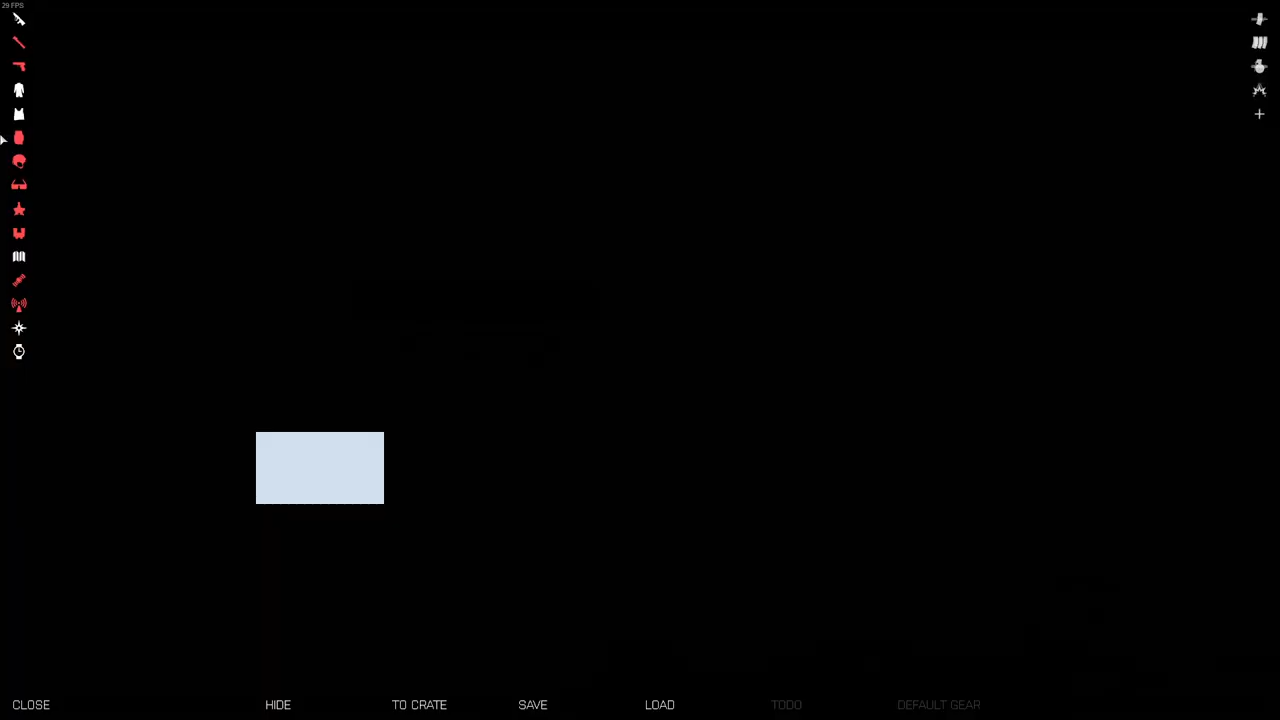 29 FPS
CLOSE
HIDE
TO CRATE
SAVE
LOAD
TODO
DEFAULT GEAR